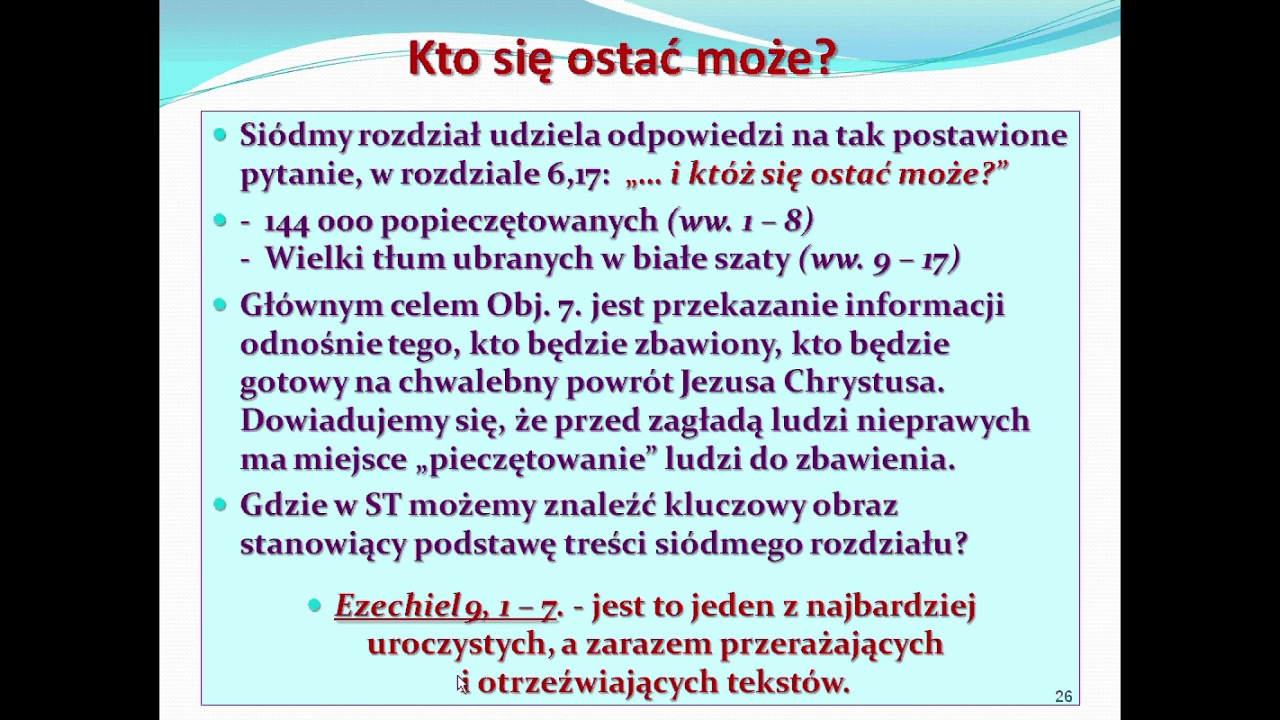 Kto się ostać może?
• Siódmy rozdział udziela odpowiedzi na tak postawione
pytanie, w rozdziale 6,17: „... i któż się ostać może?”
• - 144 000 popieczętowanych (ww. 1 – 8)
- Wielki tłum ubranych w białe szaty (ww. 9 – 17)
• Głównym celem Obj. 7. jest przekazanie informacji
odnośnie tego, kto będzie zbawiony, kto będzie
gotowy na chwalebny powrót Jezusa Chrystusa.
Dowiadujemy się, że przed zagładą ludzi nieprawych
ma miejsce „pieczętowanie” ludzi do zbawienia.
• Gdzie w ST możemy znaleźć kluczowy obraz
stanowiący podstawę treści siódmego rozdziału?
• Ezechiel 9, 1 – 7. - jest to jeden z najbardziej
uroczystych, a zarazem przerażających
i otrzeźwiających tekstów.
26